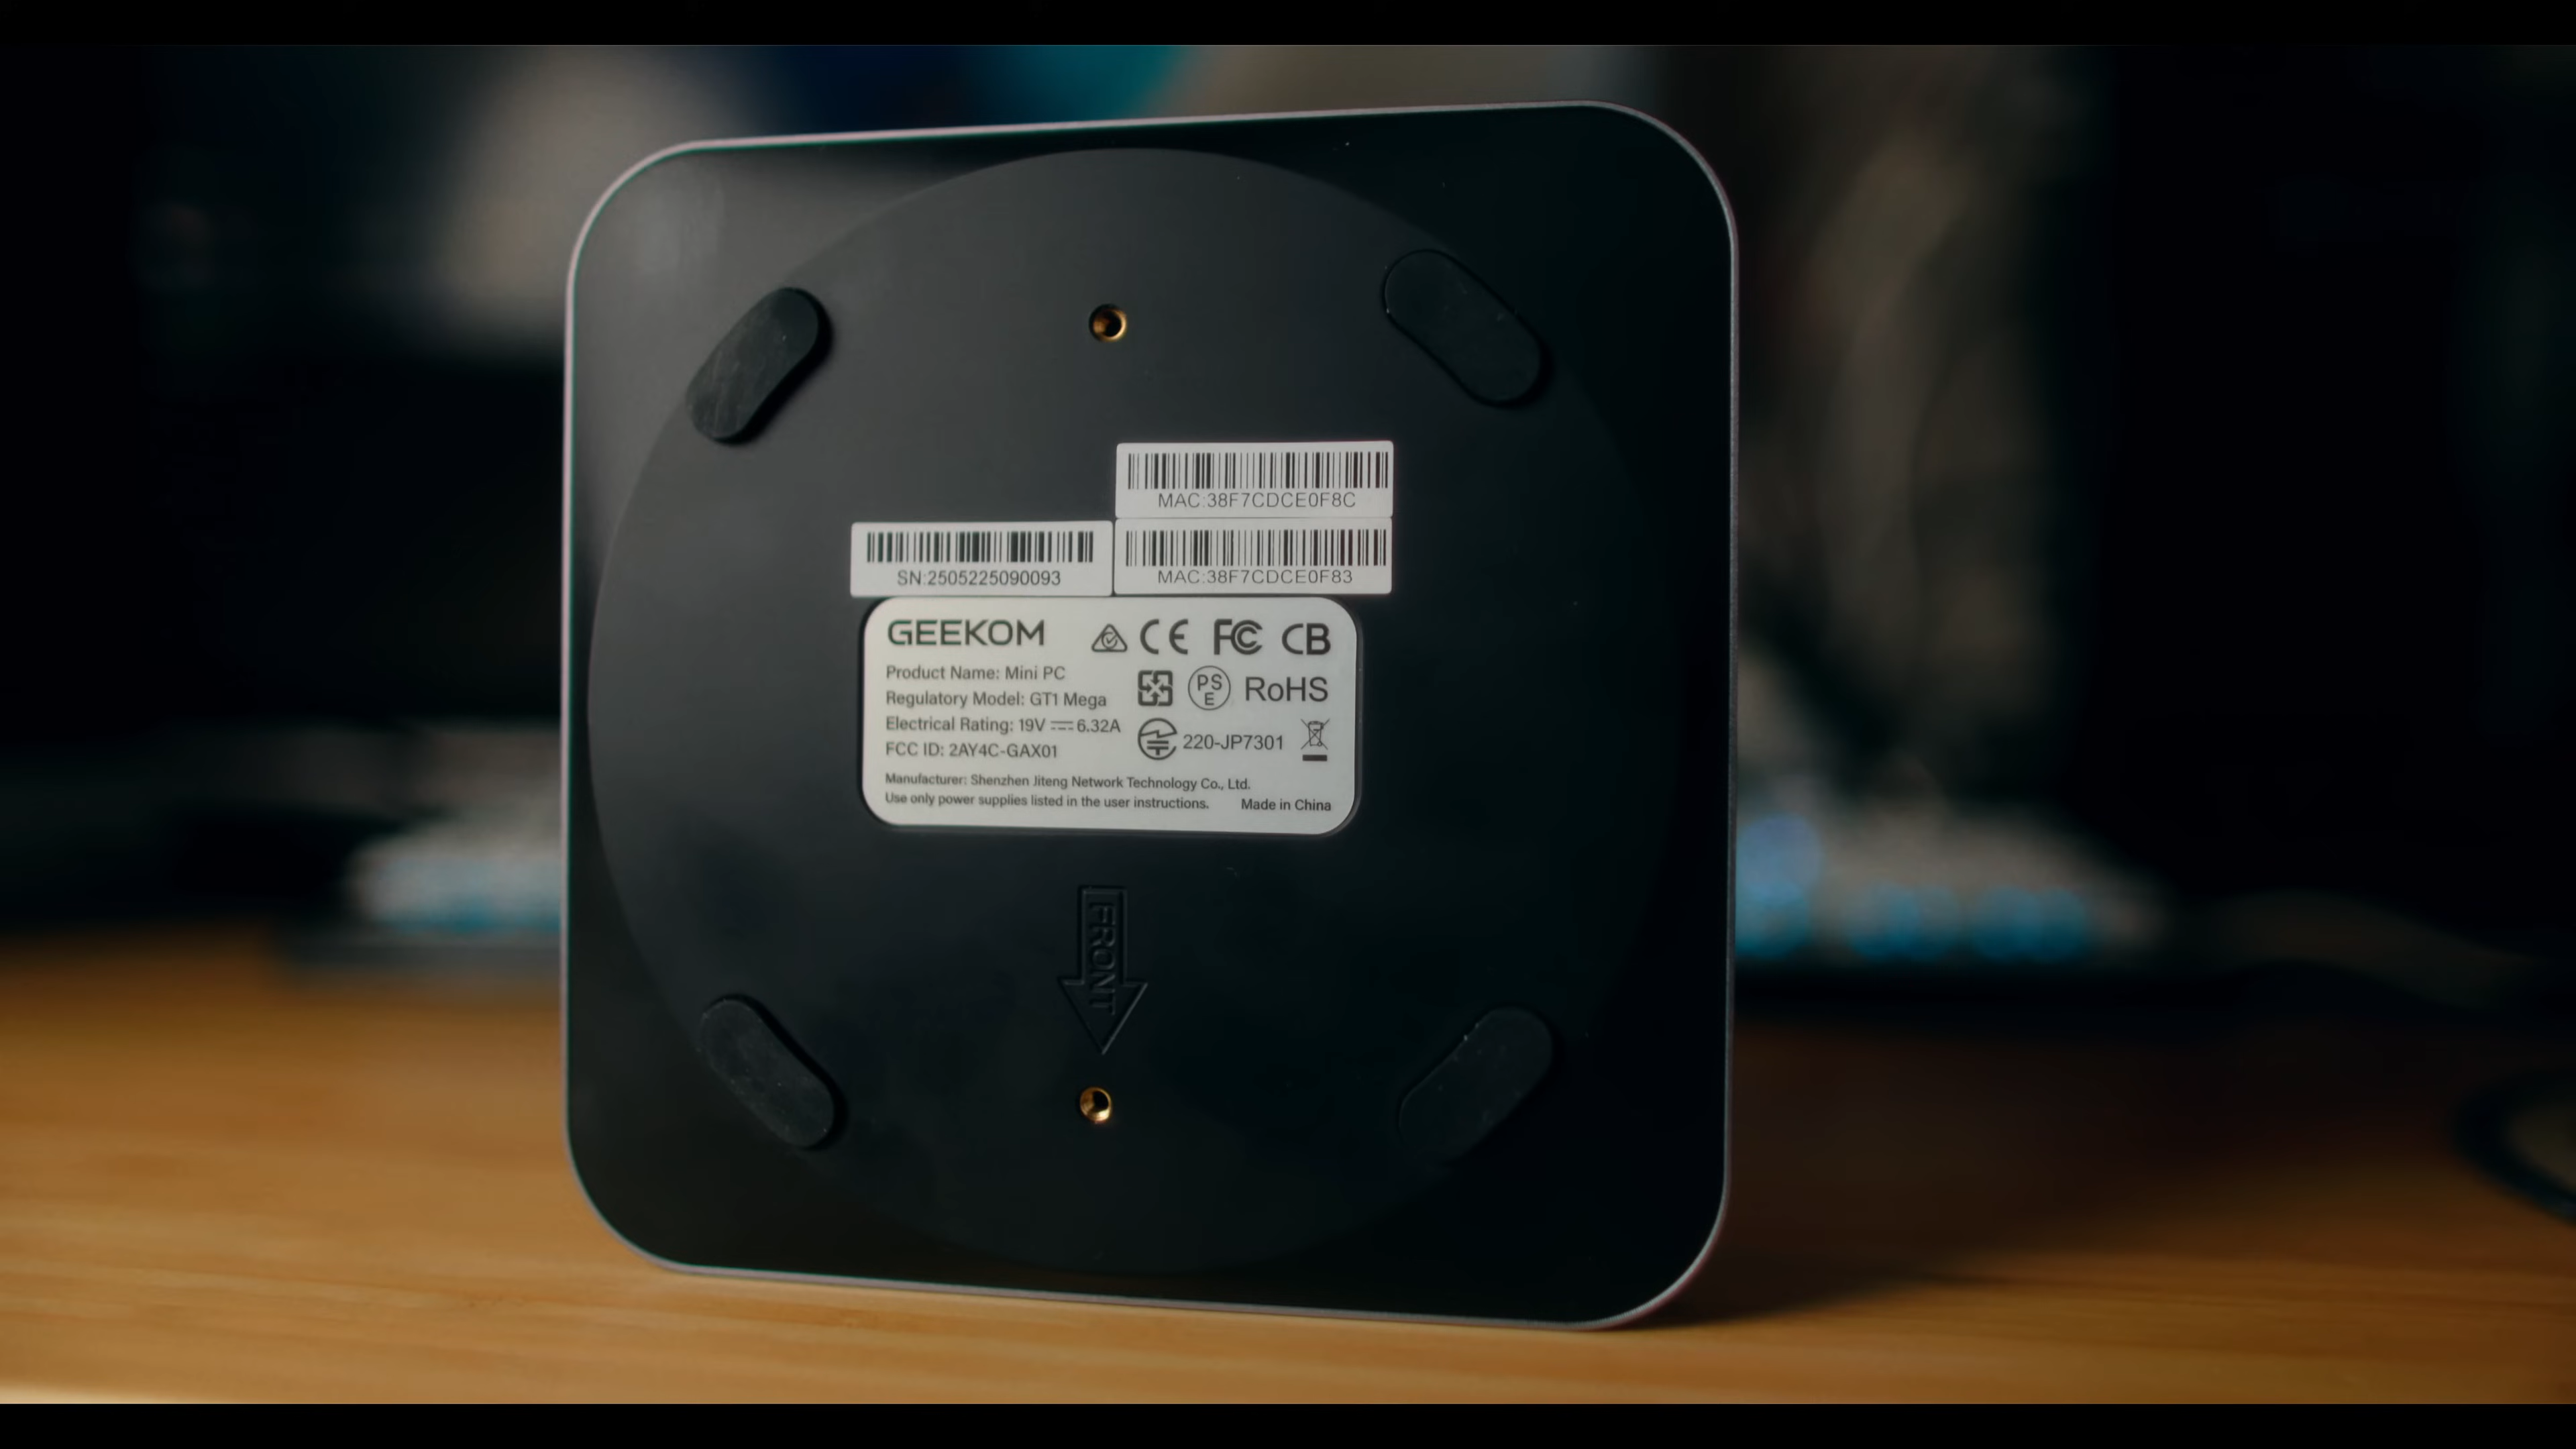 MAC:38F7CDCE0F8C
SN:2505225090093
MAC:38F7CDCE0F83
GEEKOM
CE FC CB
Product Name: Mini PC
Regulatory Model: GT1 Mega
PS
E
RoHS
Electrical Rating: 19V ⎓ 6.32A
220-JP7301
FCC ID: 2AY4C-GAX01
Manufacturer: Shenzhen Jiteng Network Technology Co., Ltd.
Use only power supplies listed in the user instructions. Made in China
FRONT